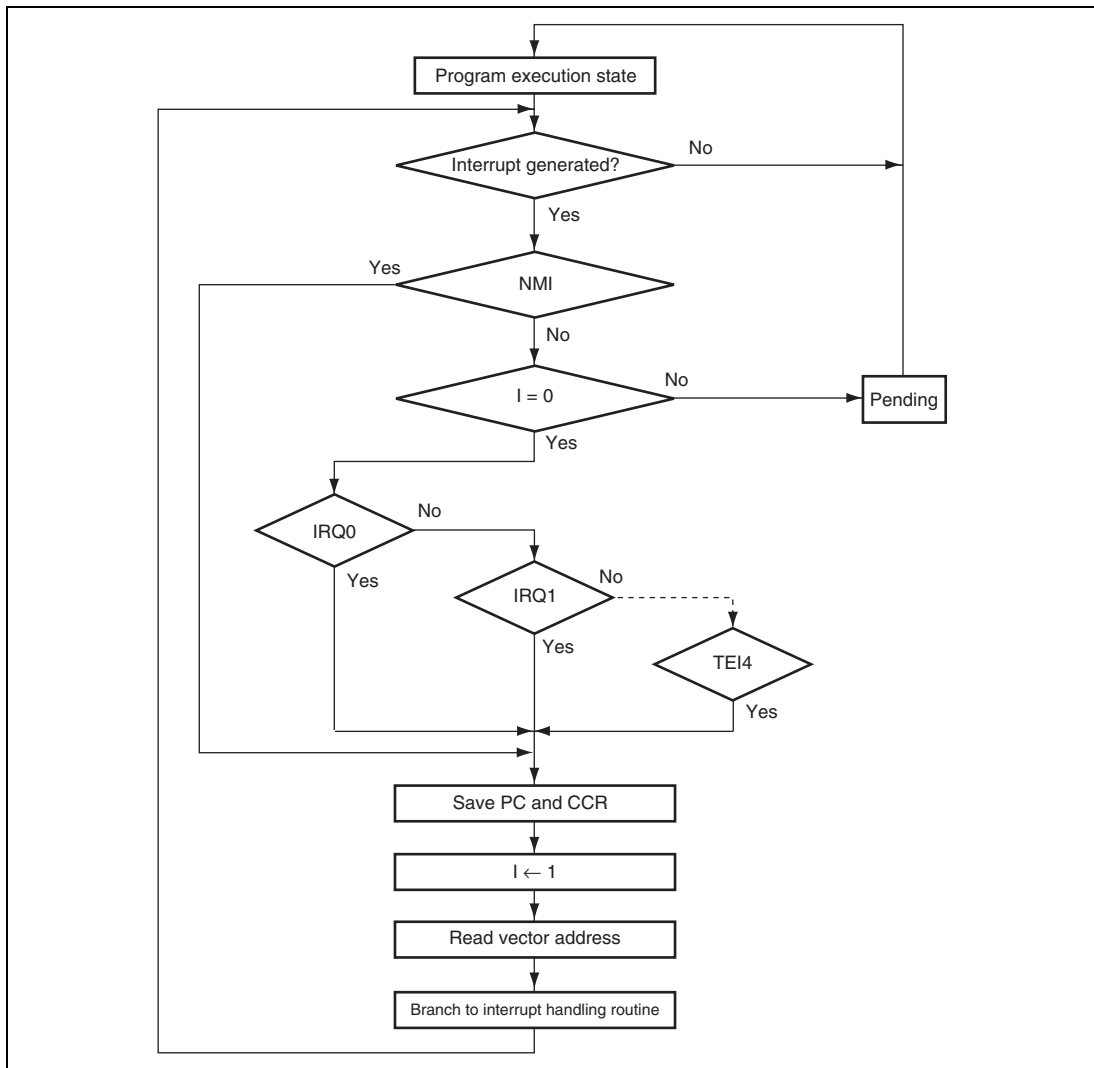 Program execution state
Interrupt generated?
No
Yes
Yes
NMI
No
I = 0
No
Pending
Yes
IRQ0
No
Yes
IRQ1
No
Yes
TEI4
Yes
Save PC and CCR
I ← 1
Read vector address
Branch to interrupt handling routine